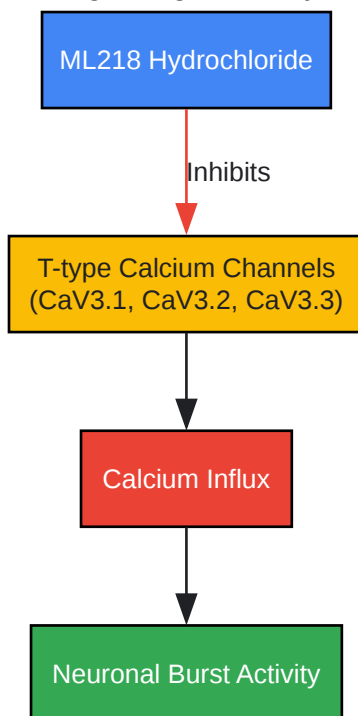 ML218 Hydrochloride
Inhibits
T-type Calcium Channels
(CaV3.1, CaV3.2, CaV3.3)
Calcium Influx
Neuronal Burst Activity